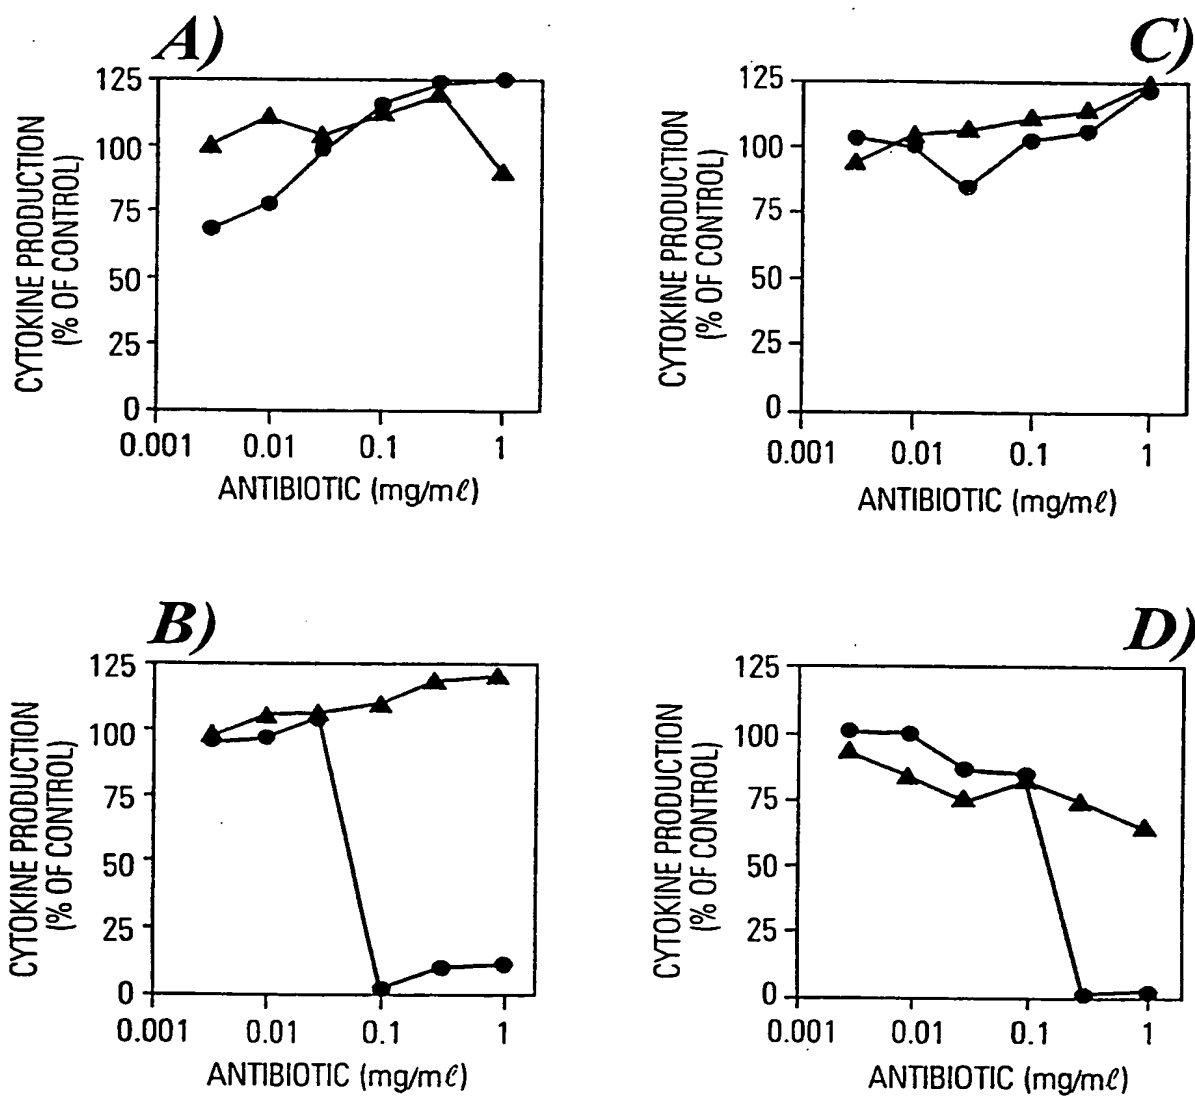 A)
125
100
75
50
25
0
0.001 0.01 0.1 1
CYTOKINE PRODUCTION
(% OF CONTROL)
ANTIBIOTIC (mg/mℓ)
C)
125
100
75
50
25
0
0.001 0.01 0.1 1
CYTOKINE PRODUCTION
(% OF CONTROL)
ANTIBIOTIC (mg/mℓ)
B)
125
100
75
50
25
0
0.001 0.01 0.1 1
CYTOKINE PRODUCTION
(% OF CONTROL)
ANTIBIOTIC (mg/mℓ)
D)
125
100
75
50
25
0
0.001 0.01 0.1 1
CYTOKINE PRODUCTION
(% OF CONTROL)
ANTIBIOTIC (mg/mℓ)